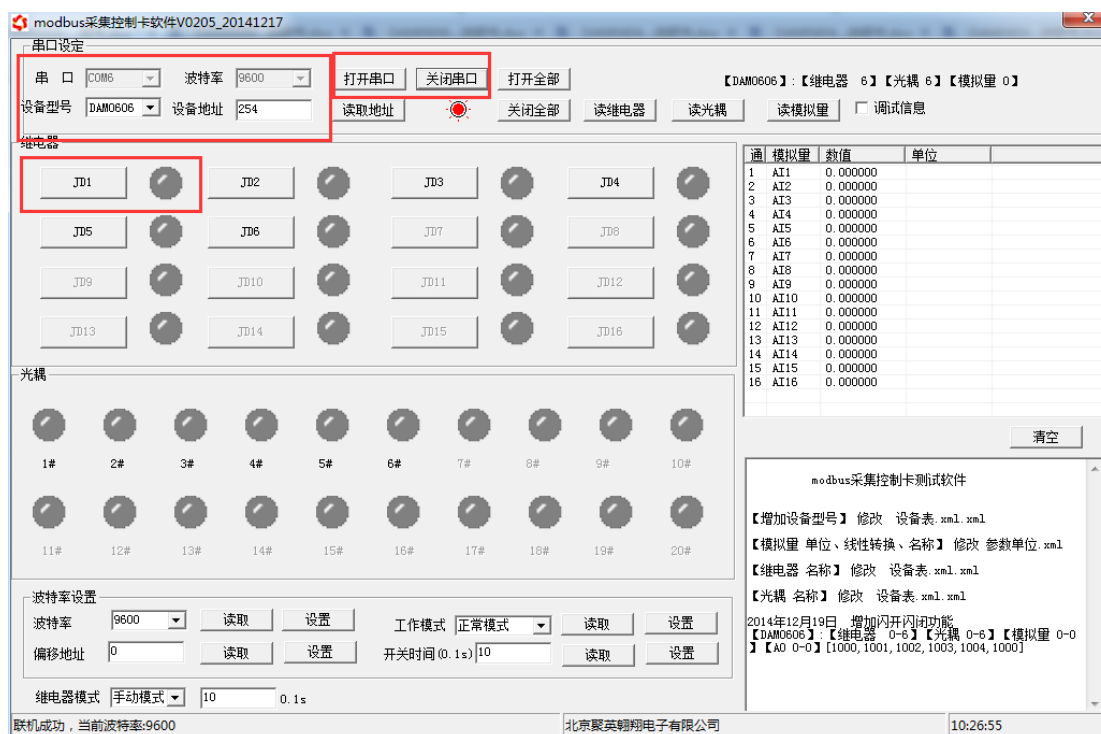 modbus采集控制卡软件V0205_20141217
串口设定
串 口 COM6 波特率 9600 打开串口 关闭串口 打开全部 【DAM0606】:【继电器 6】【光耦 6】【模拟量 0】
设备型号 DAM0606 设备地址 254 读取地址 关闭全部 读继电器 读光耦 读模拟量 调试信息
继电器
JD1 JD2 JD3 JD4
JD5 JD6 JD7 JD8
JD9 JD10 JD11 JD12
JD13 JD14 JD15 JD16
通 模拟量 数值 单位
1 AI1 0.000000
2 AI2 0.000000
3 AI3 0.000000
4 AI4 0.000000
5 AI5 0.000000
6 AI6 0.000000
7 AI7 0.000000
8 AI8 0.000000
9 AI9 0.000000
10 AI10 0.000000
11 AI11 0.000000
12 AI12 0.000000
13 AI13 0.000000
14 AI14 0.000000
15 AI15 0.000000
16 AI16 0.000000
清空
光耦
1# 2# 3# 4# 5# 6# 7# 8# 9# 10#
11# 12# 13# 14# 15# 16# 17# 18# 19# 20#
modbus采集控制卡测试软件
【增加设备型号】 修改 设备表.xml.xml
【模拟量 单位、线性转换、名称】 修改 参数单位.xml
【继电器 名称】 修改 设备表.xml.xml
【光耦 名称】 修改 设备表.xml.xml
2014年12月19日 增加闪开闪闭功能
【DAM0606】:【继电器 0-6】【光耦 0-6】【模拟量 0-0
】【AO 0-0】[1000,1001,1002,1003,1004,1000]
波特率设置
波特率 9600 读取 设置 工作模式 正常模式 读取 设置
偏移地址 0 读取 设置 开关时间(0.1s) 10 读取 设置
继电器模式 手动模式 10 0.1s
联机成功，当前波特率:9600 北京聚英翱翔电子有限公司 10:26:55